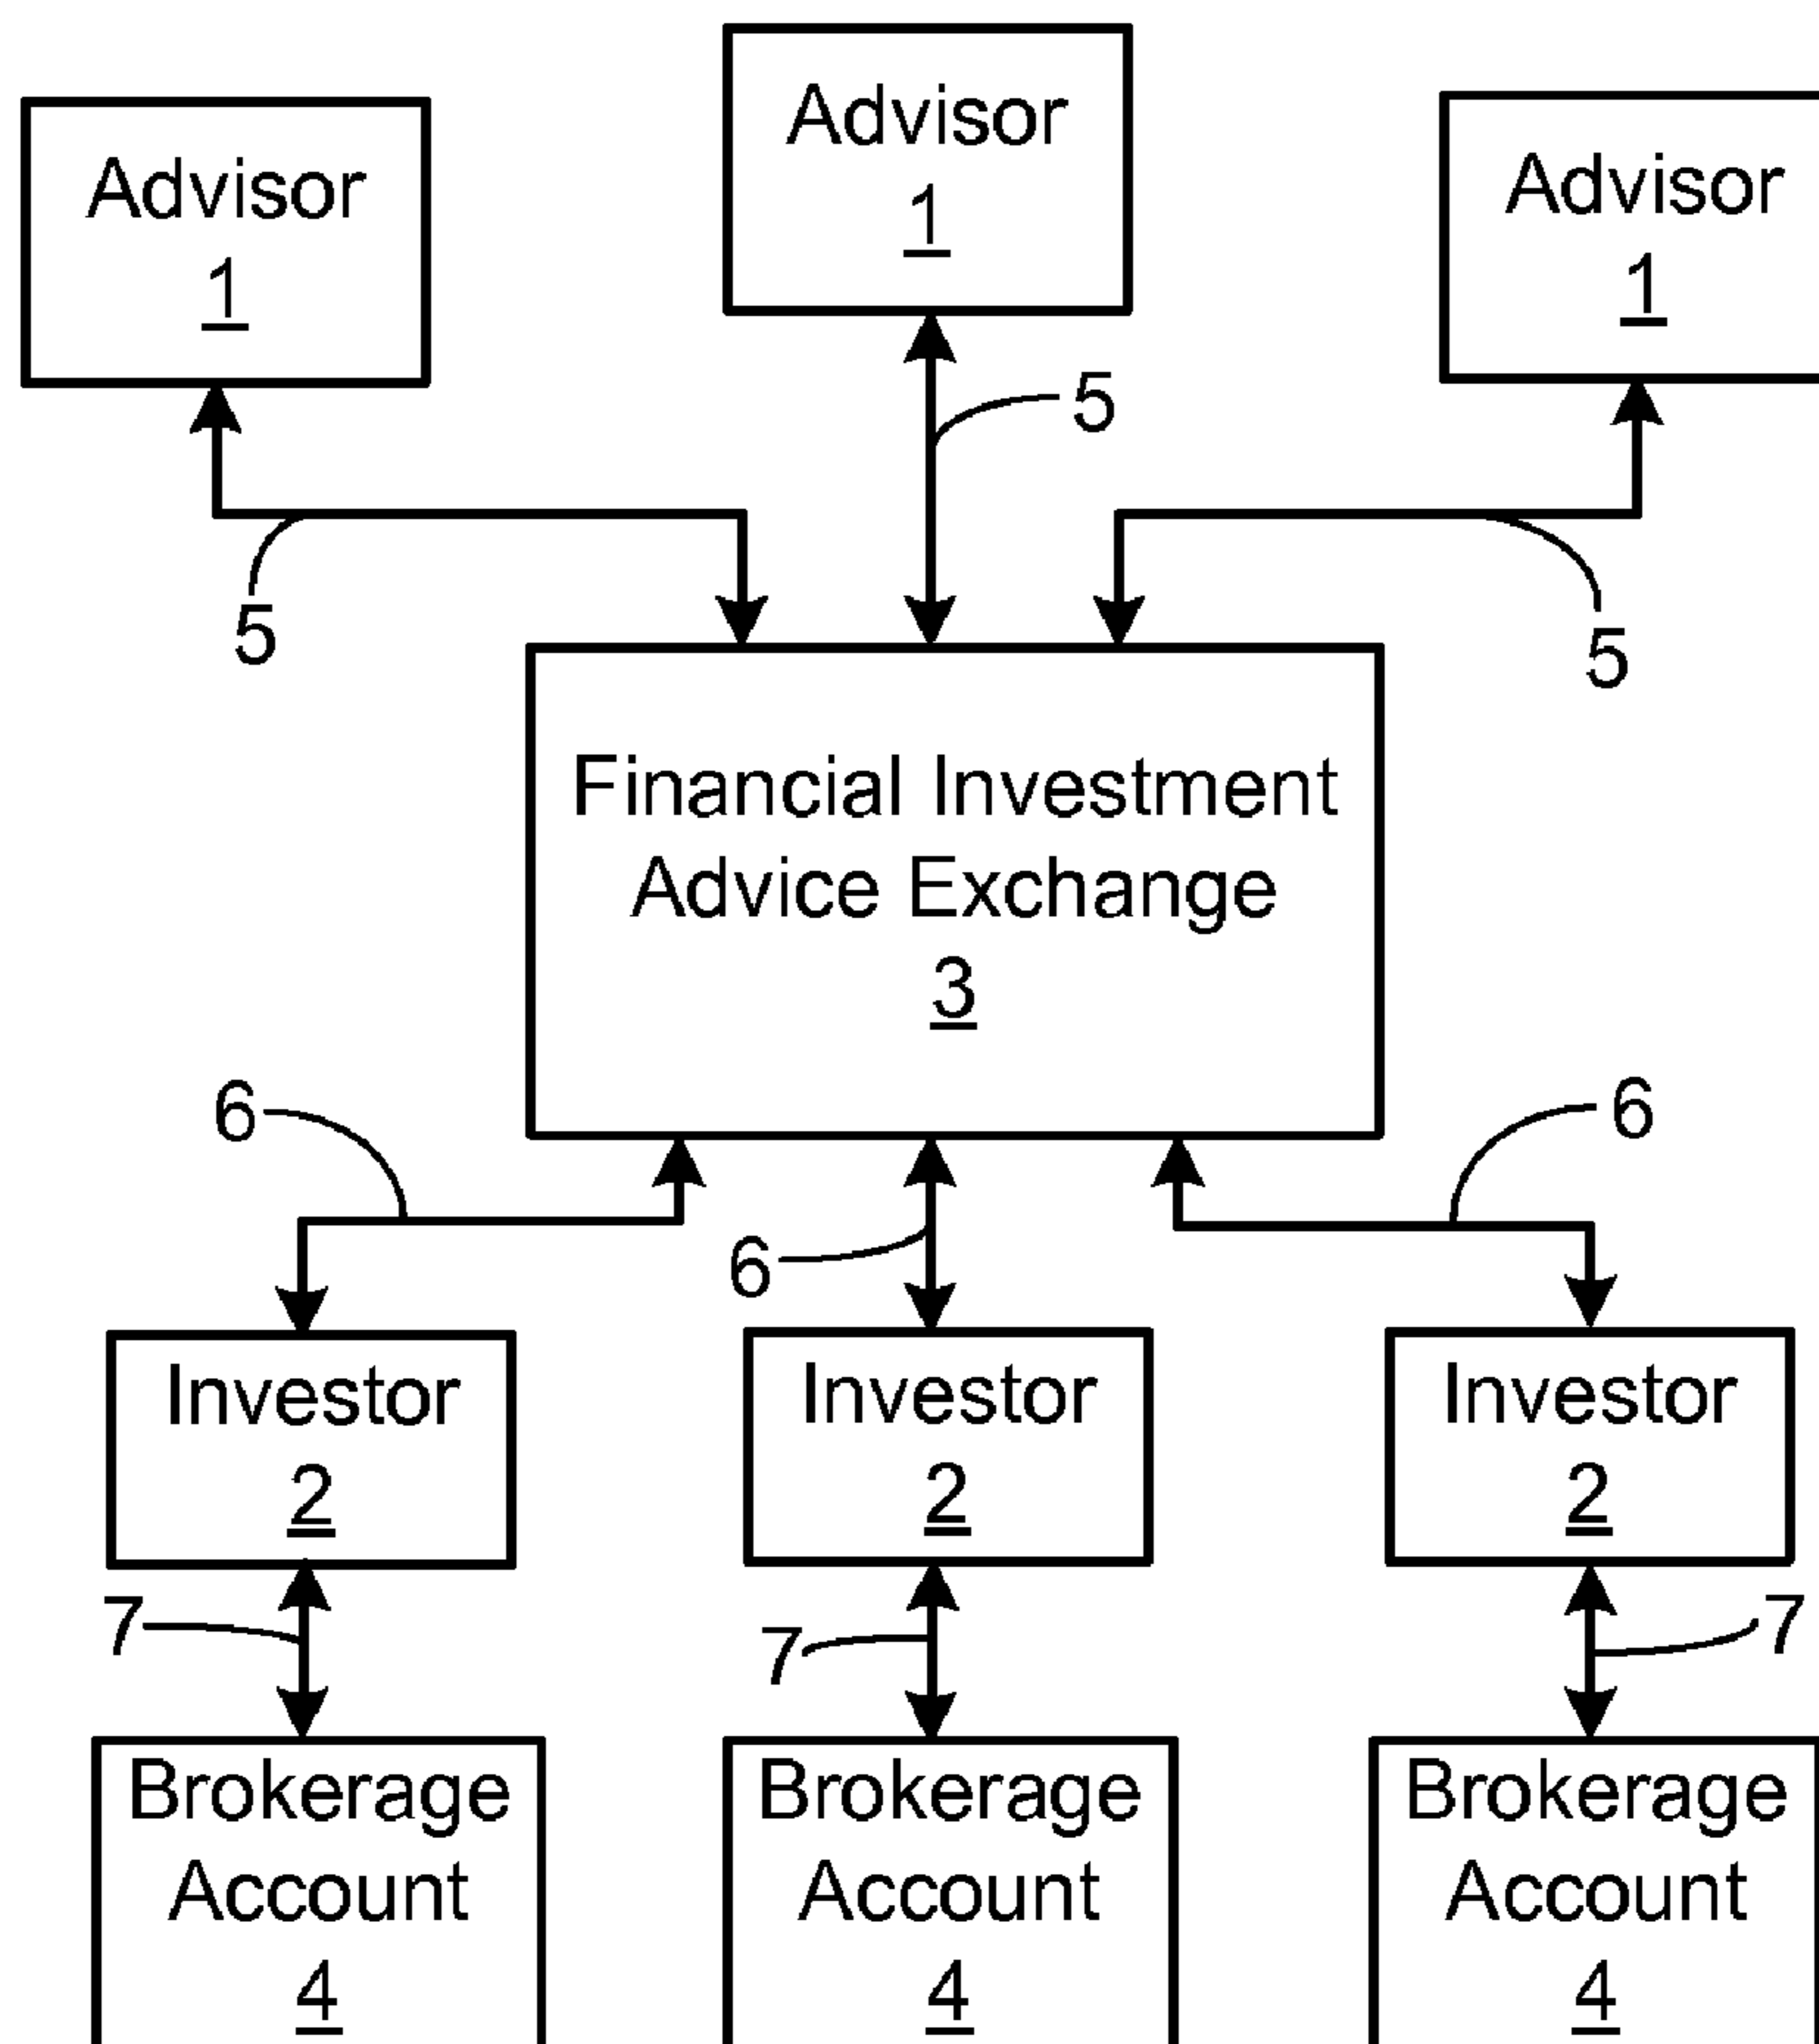 Advisor
1
Advisor
1
Advisor
1
5
5
5
Financial Investment
Advice Exchange
3
6
6
6
Investor
2
Investor
2
Investor
2
7
7
7
Brokerage
Account
4
Brokerage
Account
4
Brokerage
Account
4